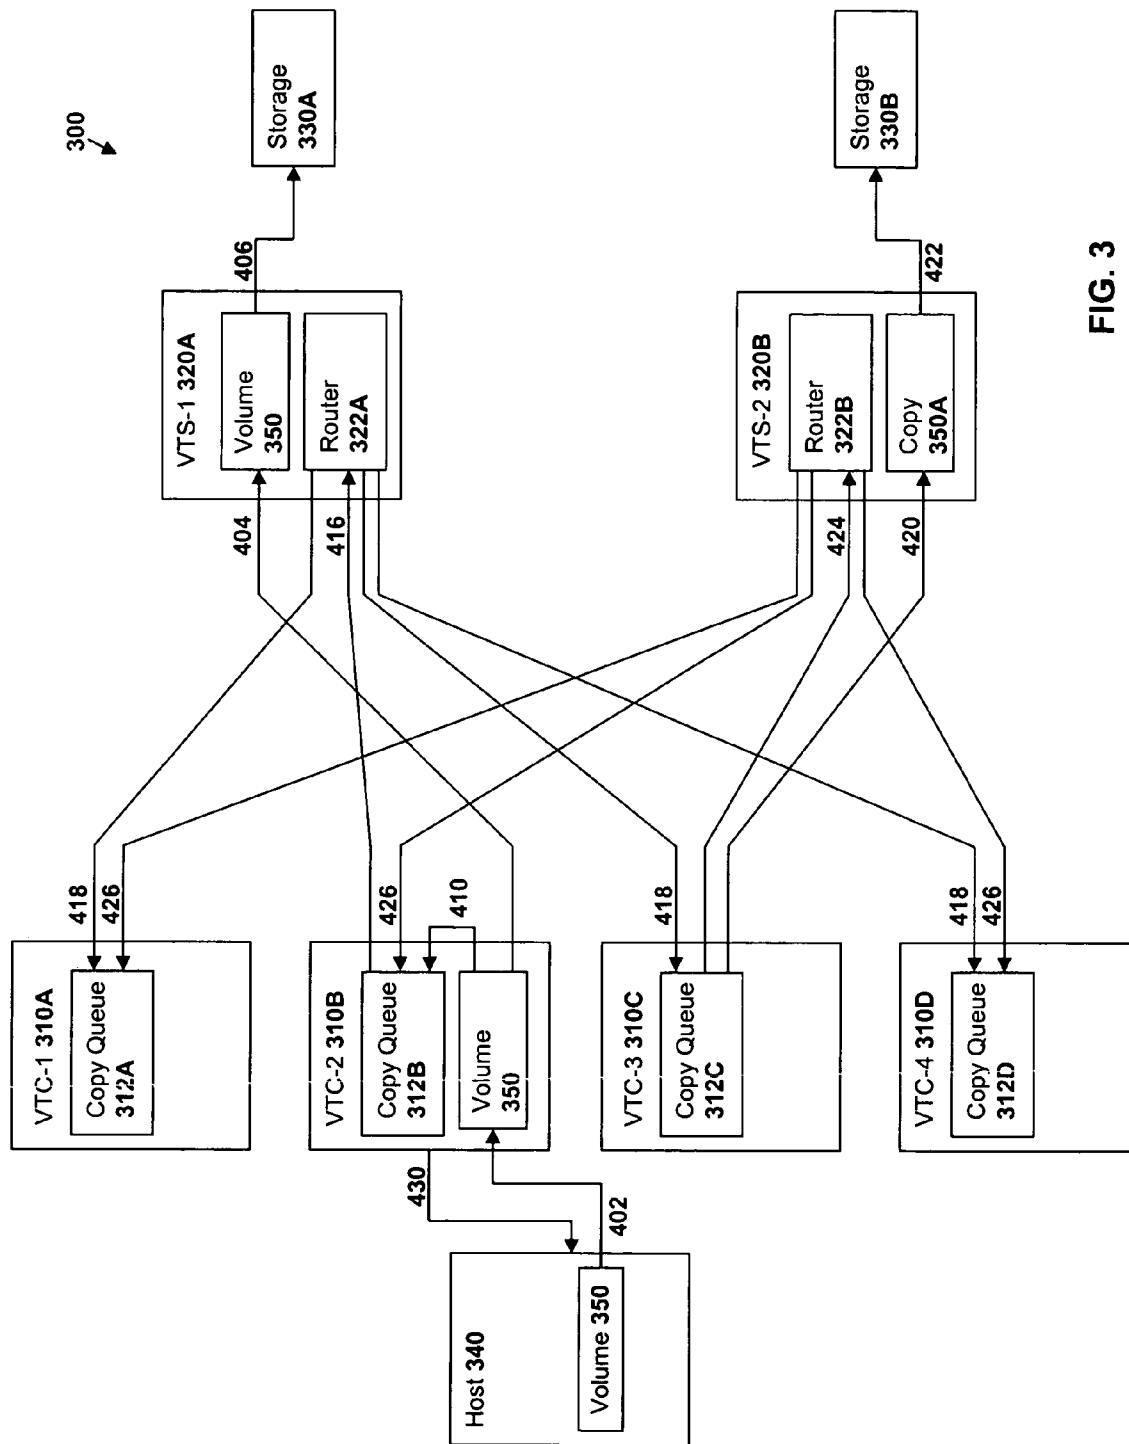 300
Host 340
Volume 350
402
430
VTC-1 310A
Copy Queue
312A
418
426
VTC-2 310B
Copy Queue
312B
Volume
350
426
410
VTC-3 310C
Copy Queue
312C
418
VTC-4 310D
Copy Queue
312D
418
426
VTS-1 320A
Volume
350
Router
322A
404
416
406
Storage
330A
VTS-2 320B
Router
322B
Copy
350A
424
420
422
Storage
330B
FIG. 3